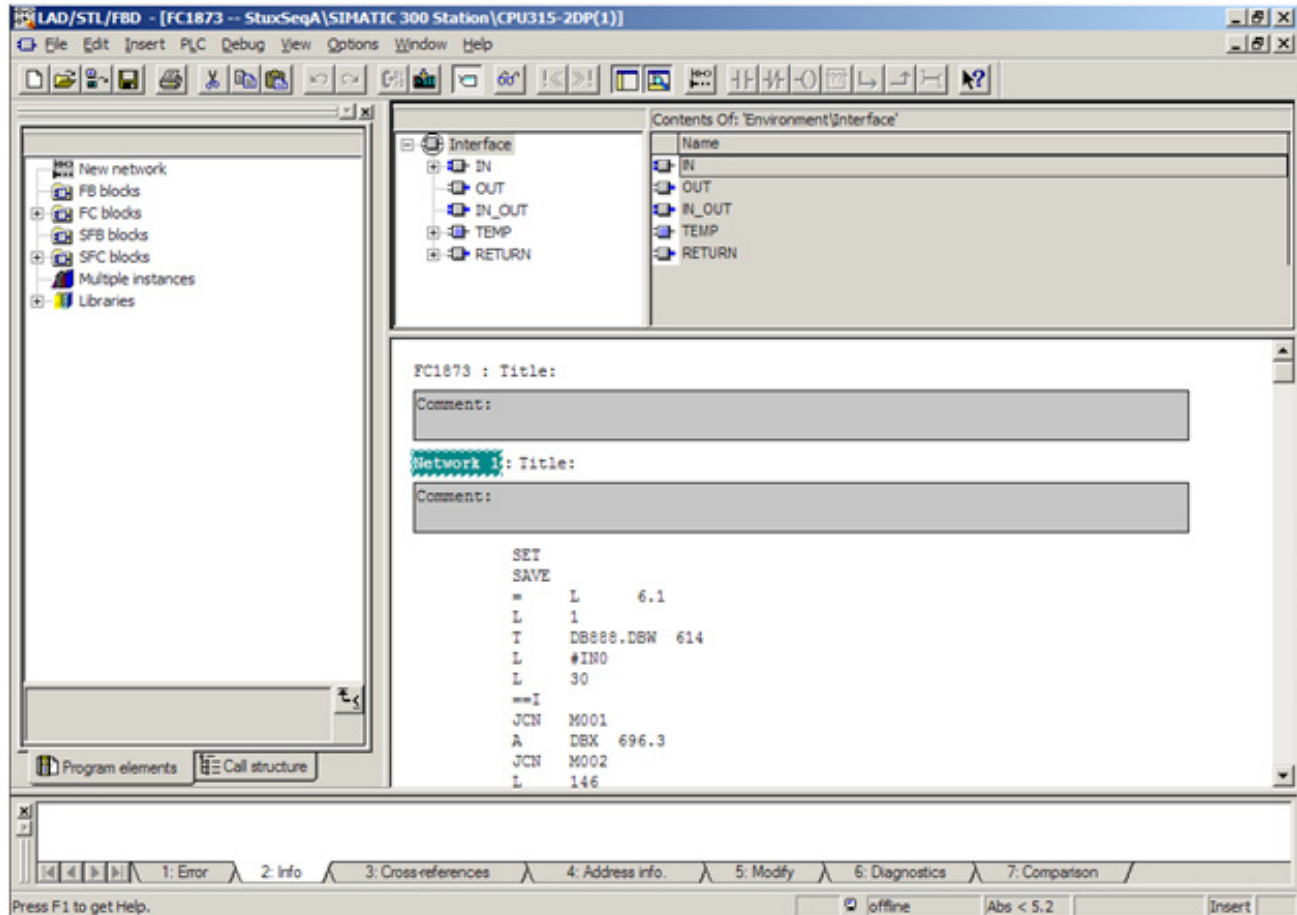 LAD/STL/FBD - [FC1873 -- StuxSeqA\SIMATIC 300 Station\CPU315-2DP(1)]
File Edit Insert PLC Debug View Options Window Help
New network
FB blocks
FC blocks
SFB blocks
SFC blocks
Multiple instances
Libraries
Program elements
Call structure
Interface
IN
OUT
IN_OUT
TEMP
RETURN
Contents Of: 'Environment\Interface'
Name
IN
OUT
IN_OUT
TEMP
RETURN
FC1873 : Title:
Comment:
Network 1: Title:
Comment:
SET
SAVE
= L 6.1
L 1
T DB888.DBW 614
L #IN0
L 30
==I
JCN M001
A DBX 696.3
JCN M002
L 146
1: Error 2: Info 3: Cross-references 4: Address info. 5: Modify 6: Diagnostics 7: Comparison
Press F1 to get Help. offline Abs < 5.2 Insert